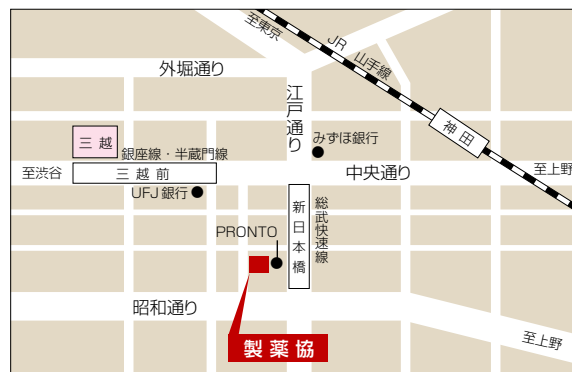 至東京
JR 山手線
外堀通り
江戸通り
みずほ銀行
神田
三越
銀座線・半蔵門線
至渋谷
三越前
中央通り
至上野
UFJ銀行
新日本橋
総武快速線
PRONTO
昭和通り
至上野
製薬協